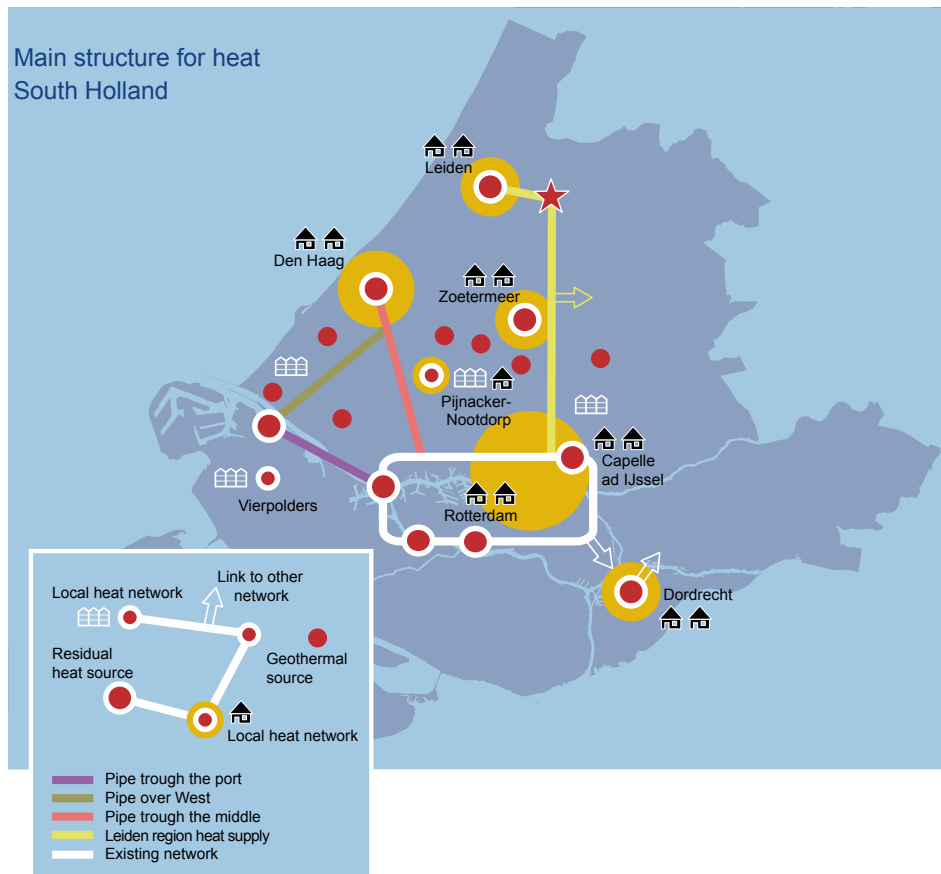 Main structure for heat
South Holland
Leiden
Den Haag
Zoetermeer
Pijnacker-
Nootdorp
Capelle
ad IJssel
Rotterdam
Vierpolders
Dordrecht
Link to other
network
Local heat network
Residual
heat source
Geothermal
source
Local heat network
Pipe trough the port
Pipe over West
Pipe trough the middle
Leiden region heat supply
Existing network